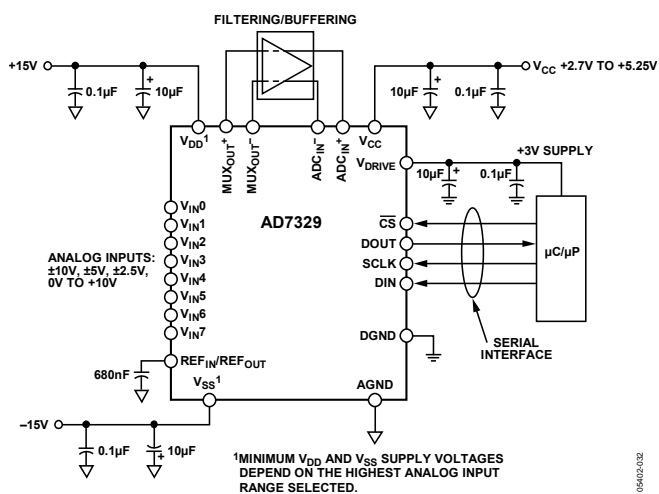 FILTERING/BUFFERING
+15V
0.1µF
+
10µF
10µF
+
0.1µF
VCC +2.7V TO +5.25V
VDD1
MUXOUT+
MUXOUT–
ADCIN–
ADCIN+
VCC
VDRIVE
+3V SUPPLY
10µF
+
0.1µF
AD7329
VIN0
VIN1
VIN2
VIN3
VIN4
VIN5
VIN6
VIN7
ANALOG INPUTS:
±10V, ±5V, ±2.5V,
0V TO +10V
CS
DOUT
SCLK
DIN
µC/µP
DGND
SERIAL
INTERFACE
REFIN/REFOUT
680nF
VSS1
AGND
–15V
0.1µF
10µF
+
1MINIMUM VDD AND VSS SUPPLY VOLTAGES
DEPEND ON THE HIGHEST ANALOG INPUT
RANGE SELECTED.
05402-032